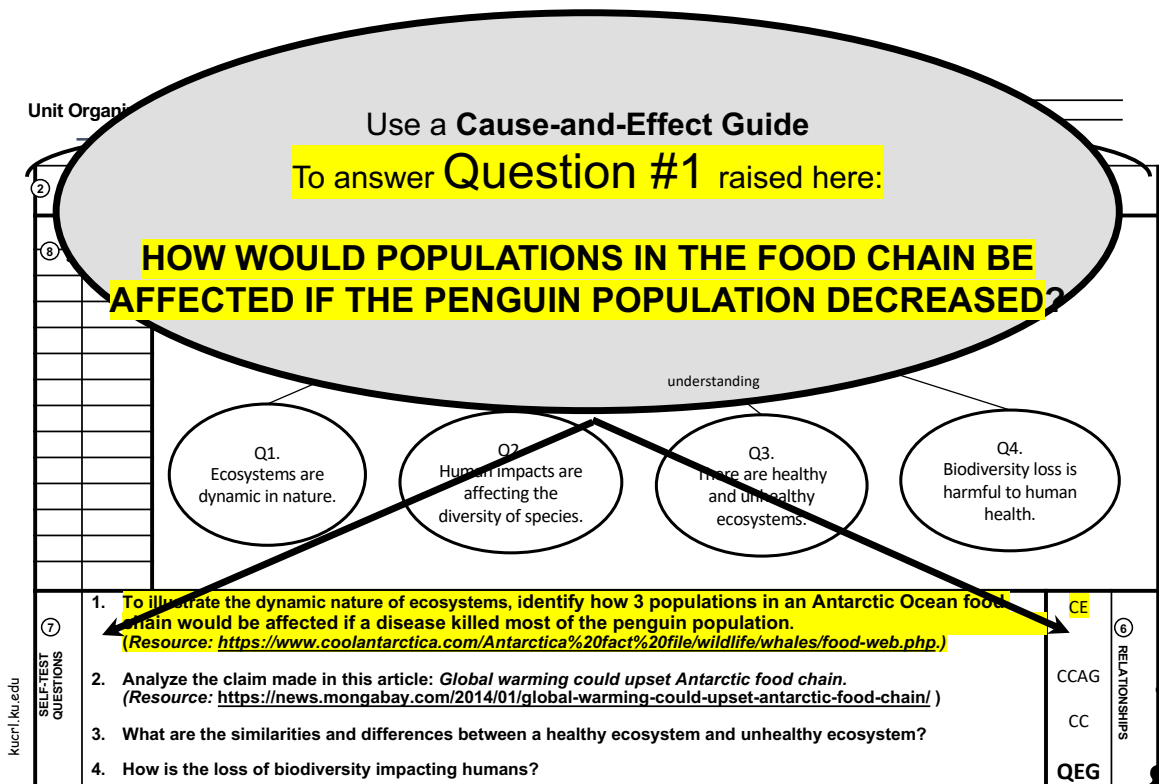 Unit Organi
Use a Cause-and-Effect Guide
To answer Question #1 raised here:
HOW WOULD POPULATIONS IN THE FOOD CHAIN BE
AFFECTED IF THE PENGUIN POPULATION DECREASED?
2
8
understanding
Q1.
Ecosystems are
dynamic in nature.
Q2.
Human impacts are
affecting the
diversity of species.
Q3.
There are healthy
and unhealthy
ecosystems.
Q4.
Biodiversity loss is
harmful to human
health.
7
SELF-TEST
QUESTIONS
1. To illustrate the dynamic nature of ecosystems, identify how 3 populations in an Antarctic Ocean food
chain would be affected if a disease killed most of the penguin population.
(Resource: https://www.coolantarctica.com/Antarctica%20fact%20file/wildlife/whales/food-web.php.)
2. Analyze the claim made in this article: Global warming could upset Antarctic food chain.
(Resource: https://news.mongabay.com/2014/01/global-warming-could-upset-antarctic-food-chain/ )
3. What are the similarities and differences between a healthy ecosystem and unhealthy ecosystem?
4. How is the loss of biodiversity impacting humans?
CE
CCAG
CC
QEG
6
RELATIONSHIPS
kucrl.ku.edu